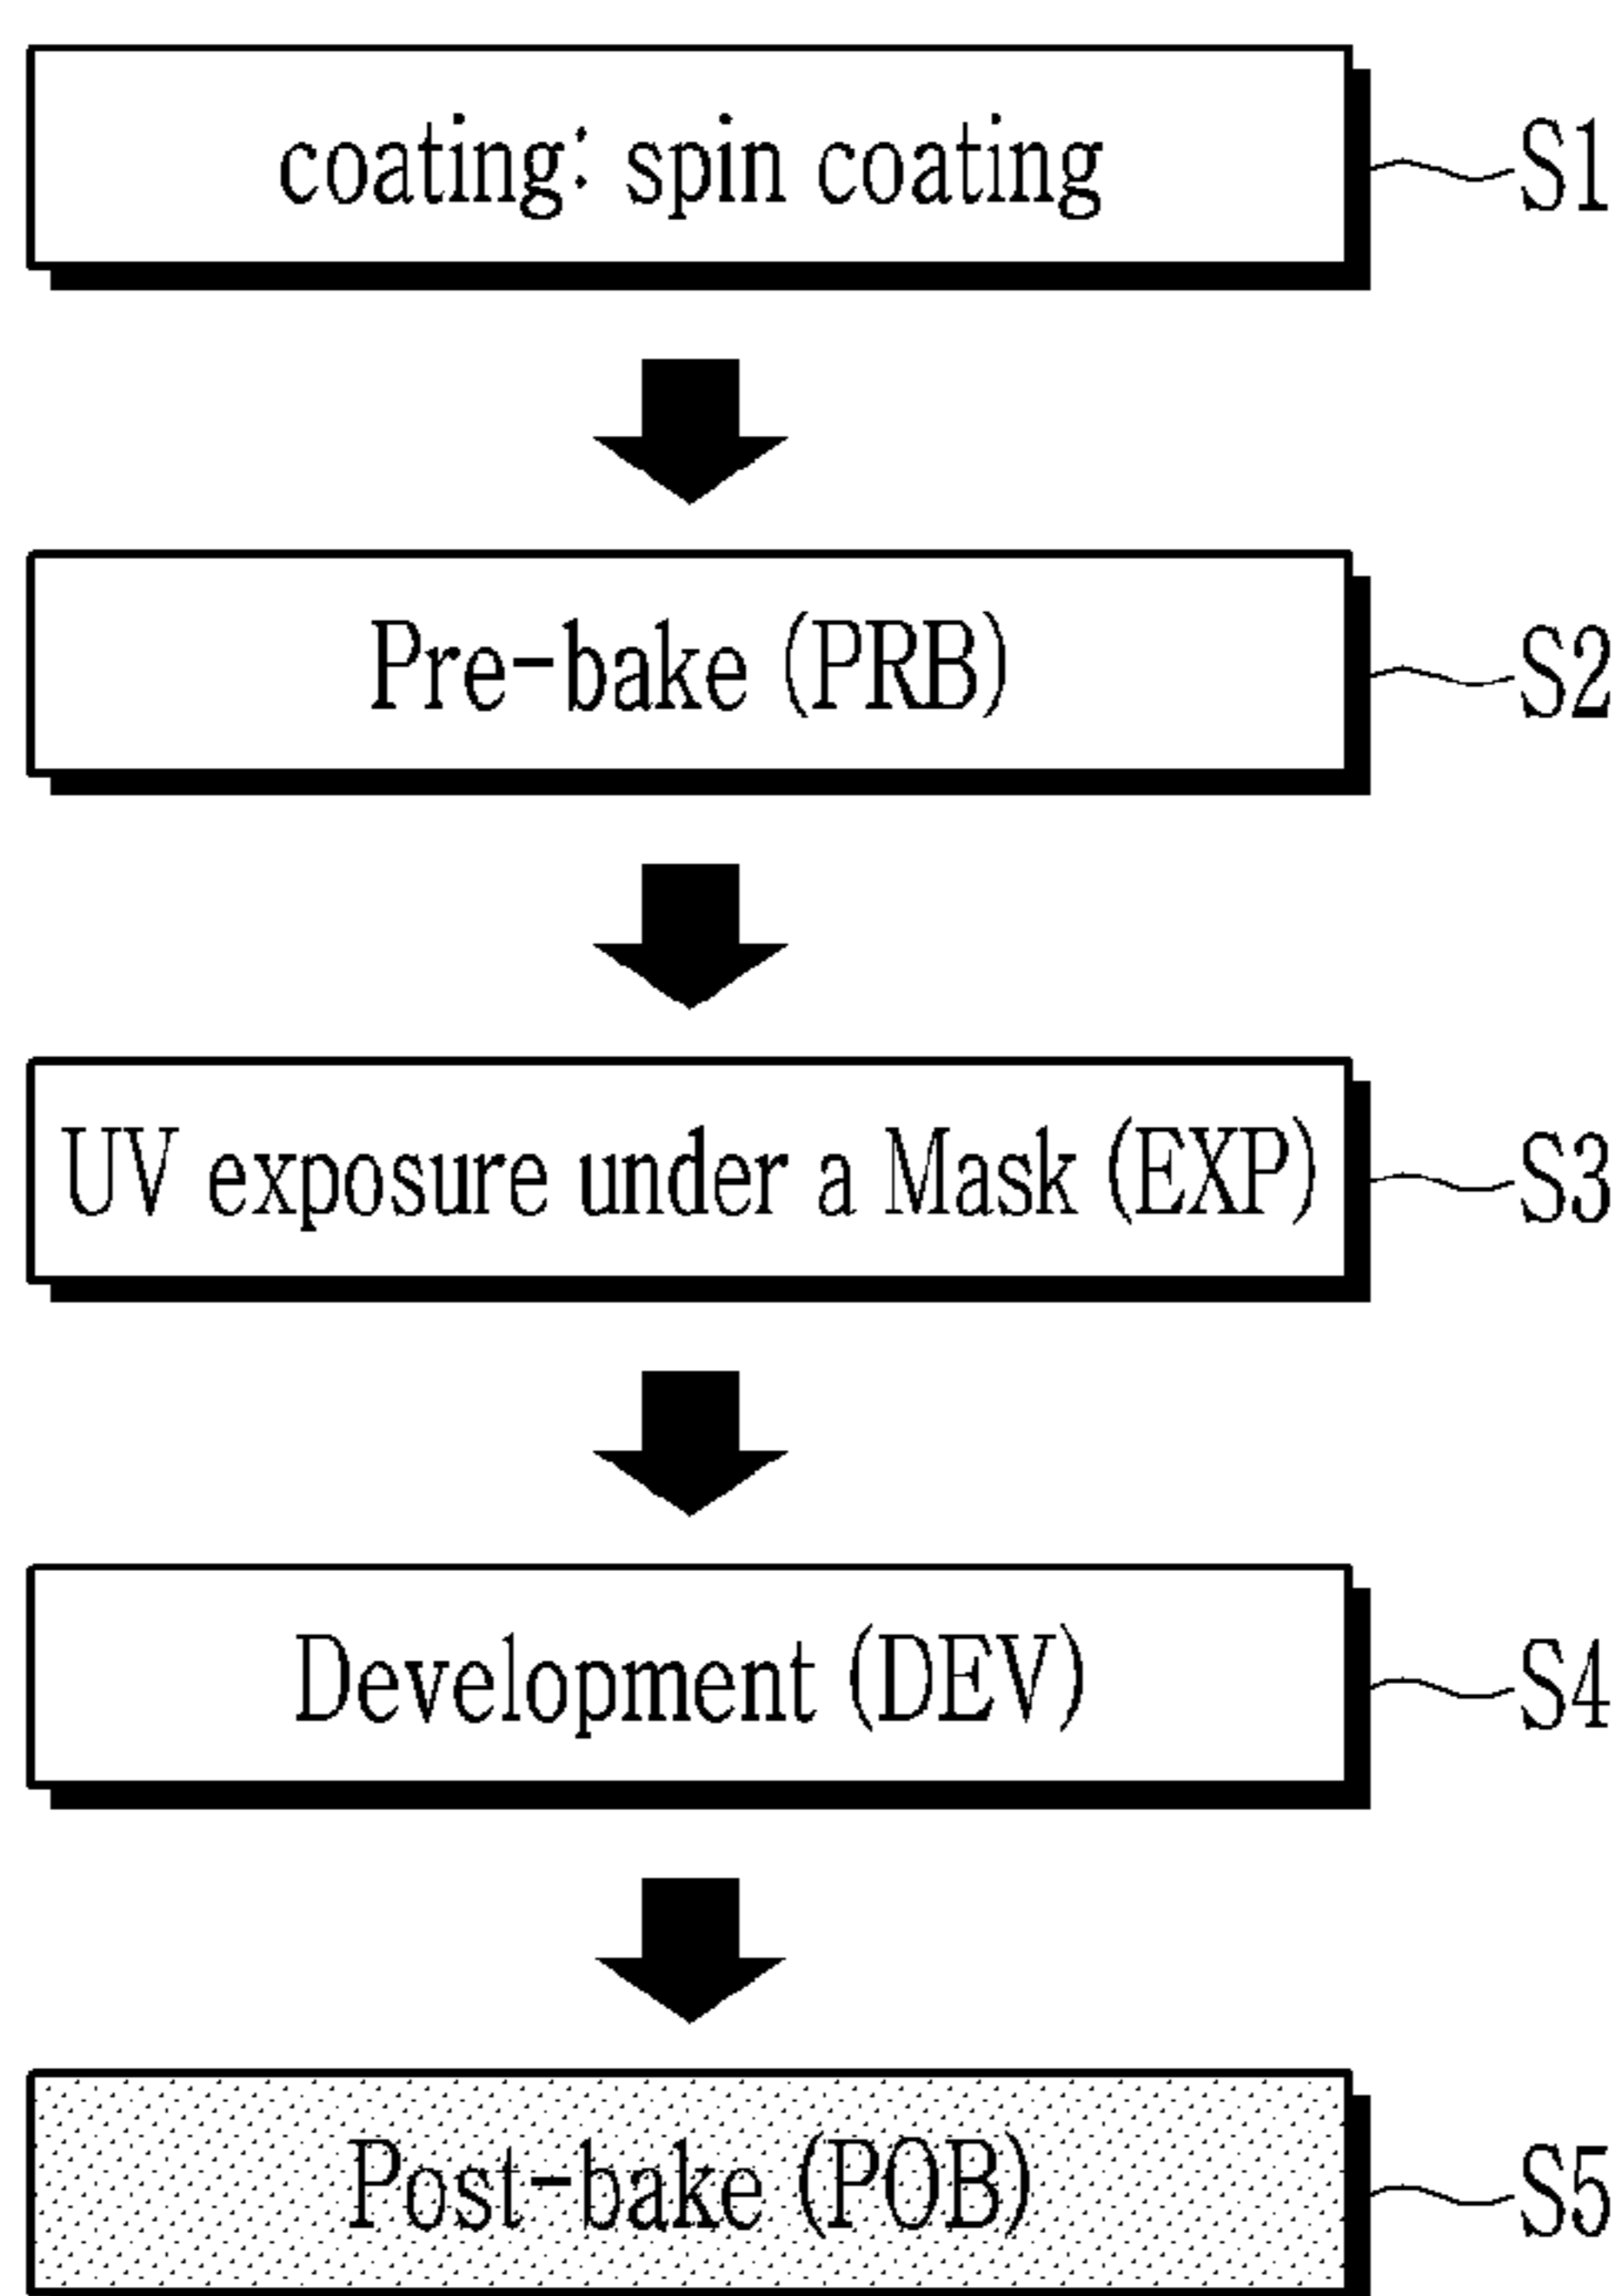 coating: spin coating S1
Pre-bake (PRB) S2
UV exposure under a Mask (EXP) S3
Development (DEV) S4
Post-bake (POB) S5